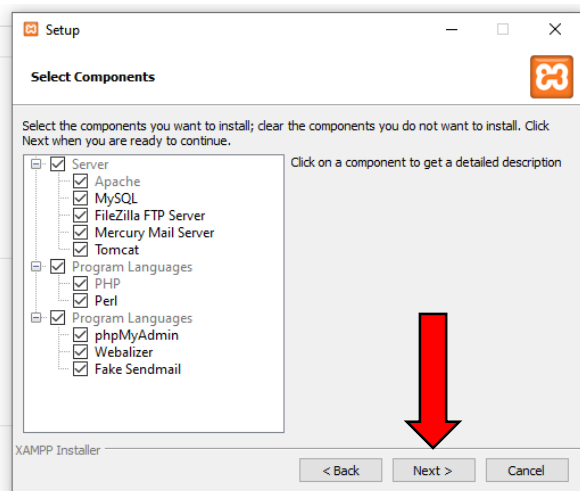 Setup
Select Components
Select the components you want to install; clear the components you do not want to install. Click
Next when you are ready to continue.
Server
Apache
MySQL
FileZilla FTP Server
Mercury Mail Server
Tomcat
Program Languages
PHP
Perl
Program Languages
phpMyAdmin
Webalizer
Fake Sendmail
Click on a component to get a detailed description
XAMPP Installer
< Back
Next >
Cancel